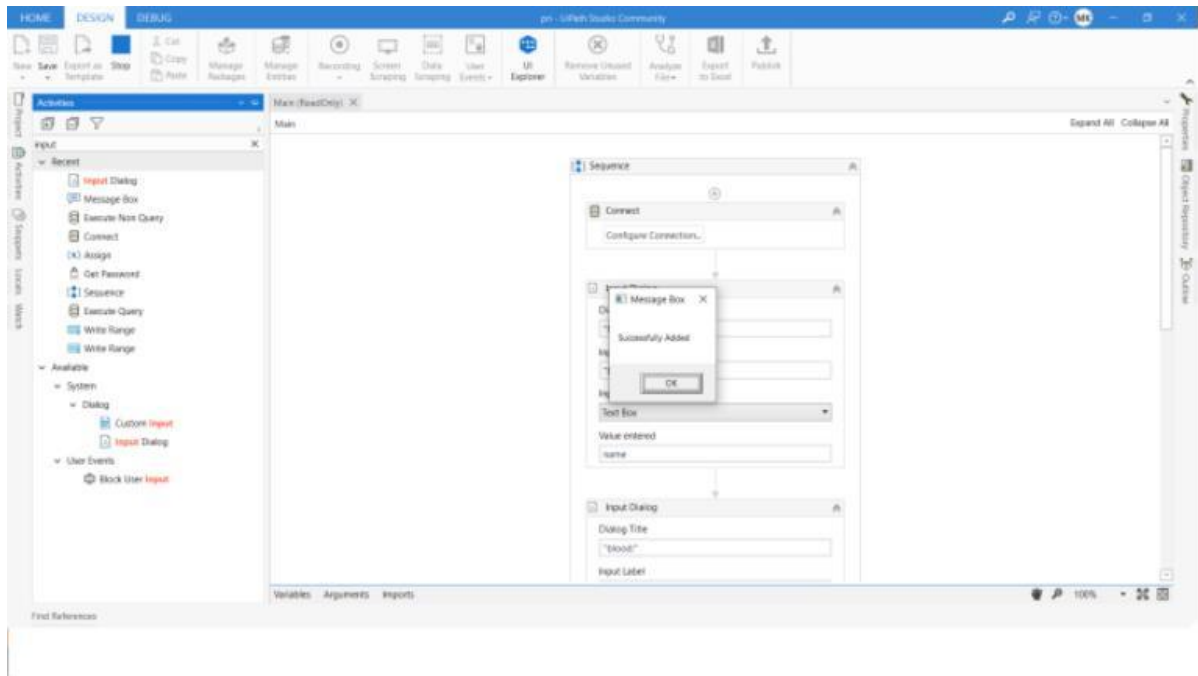 HOME DESIGN DEBUG
pn - UiPath Studio Community
MK
New Save Export as Template Stop
Cut
Copy
Paste
Manage Packages
Manage Entities
Recording
Screen Scraping
Data Scraping
User Events
UI Explorer
Remove Unused Variables
Analyze File
Export to Excel
Publish
Project
Activities
Snippets
Locals
Watch
Activities
input
Recent
Input Dialog
Message Box
Execute Non Query
Connect
Assign
Get Password
Sequence
Execute Query
Write Range
Write Range
Available
System
Dialog
Custom Input
Input Dialog
User Events
Block User Input
Main (ReadOnly)
Main
Expand All Collapse All
Sequence
Connect
Configure Connection...
Message Box
Successfully Added
OK
Text Box
Value entered
name
Input Dialog
Dialog Title
"blood:"
Input Label
Variables Arguments Imports
100%
Properties
Object Repository
Outline
Find References